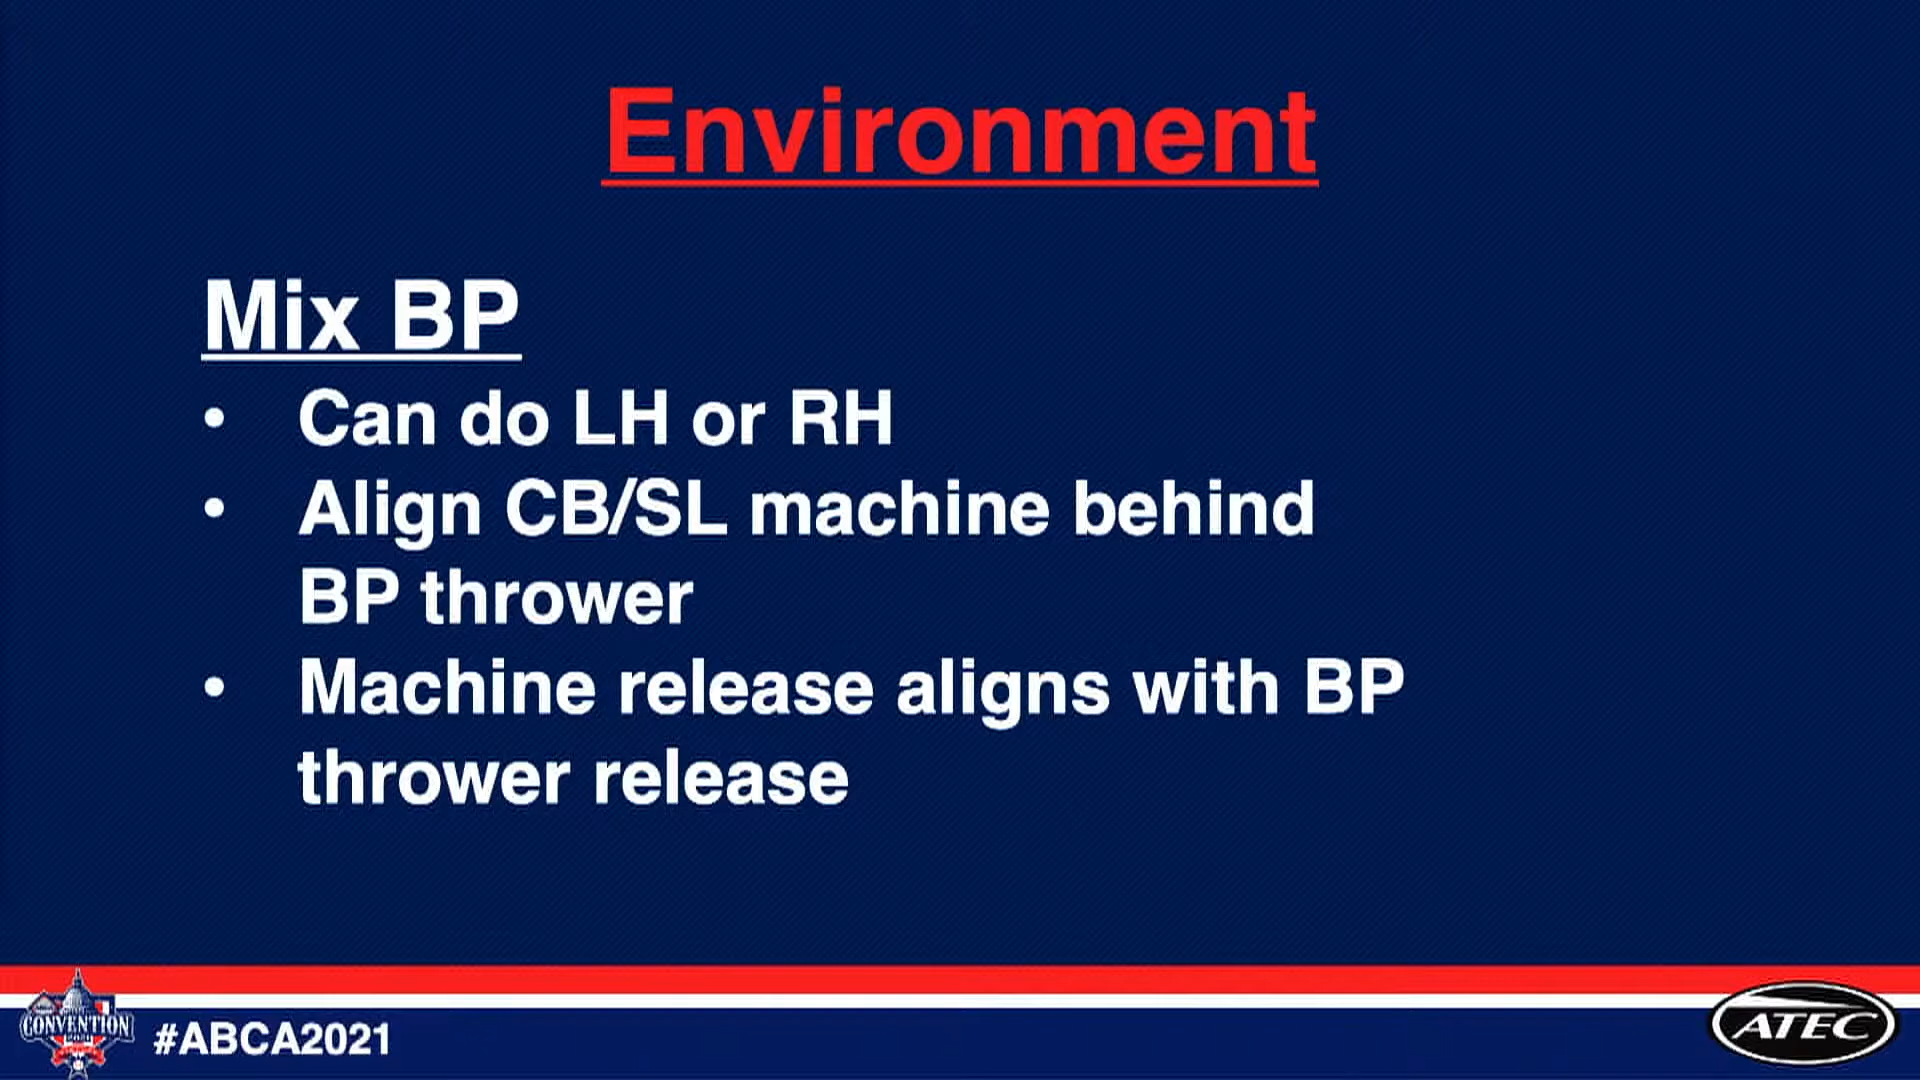 Environment
Mix BP
• Can do LH or RH
• Align CB/SL machine behind
BP thrower
• Machine release aligns with BP
thrower release
CONVENTION
#ABCA2021
ATEC